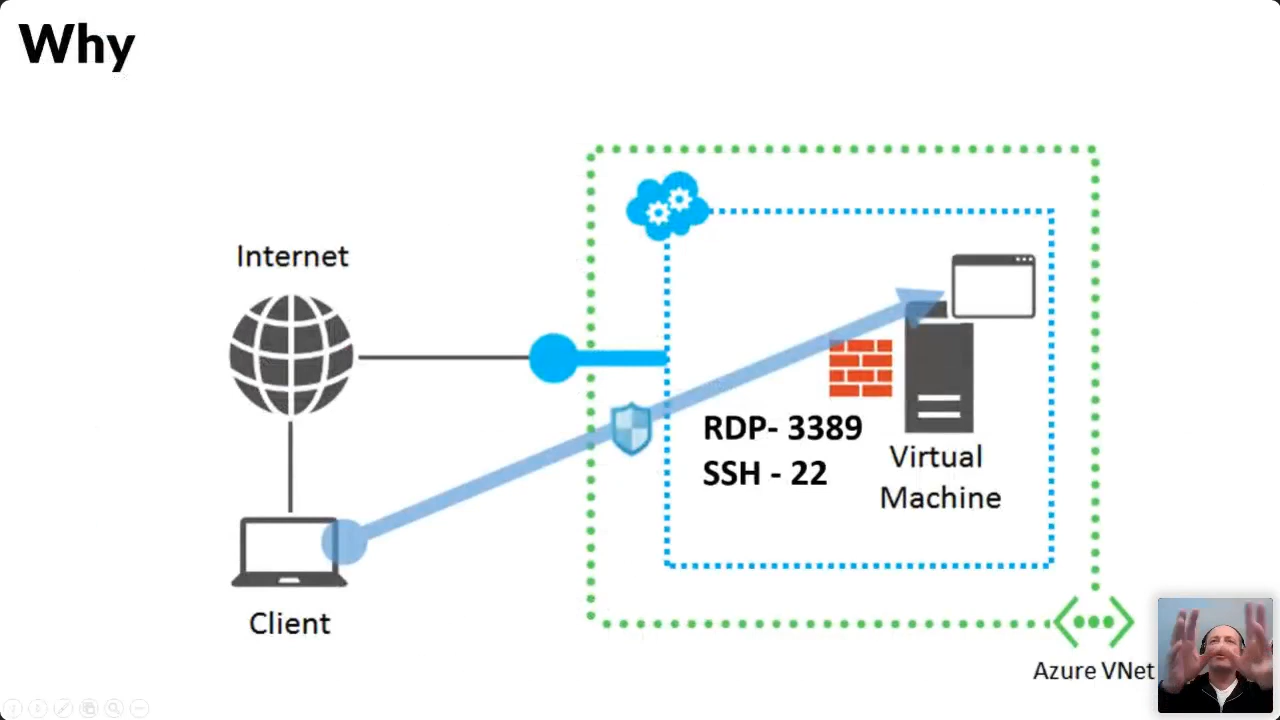 Why
Internet
RDP- 3389
SSH - 22
Virtual
Machine
Client
Azure VNet